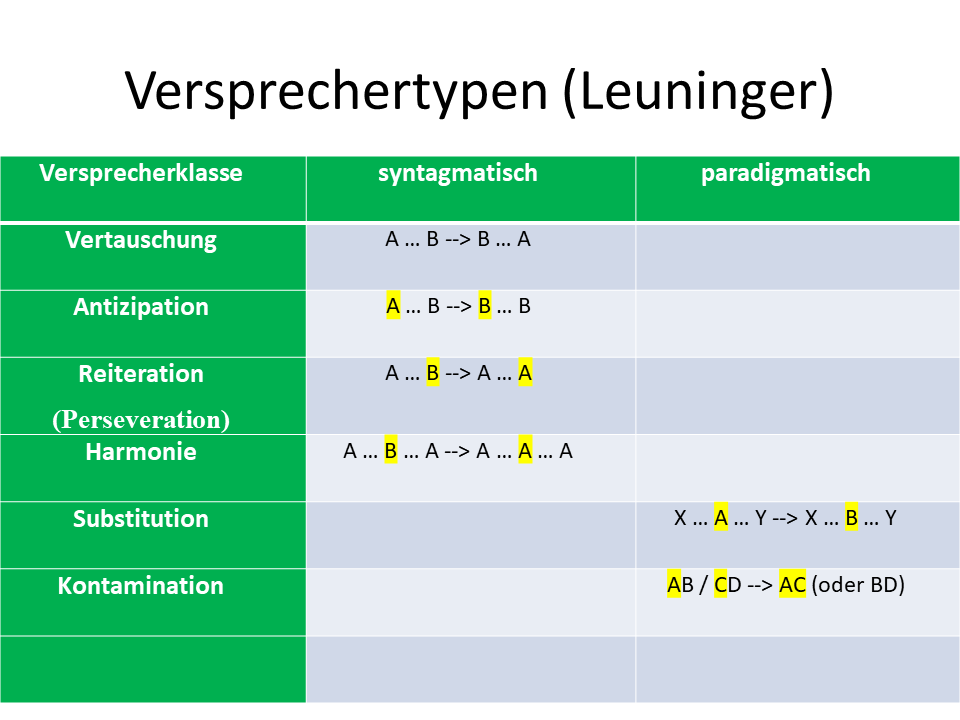 Versprechertypen (Leuninger)
Versprecherklasse syntagmatisch paradigmatisch
Vertauschung A … B --> B … A
Antizipation A … B --> B … B
Reiteration A … B --> A … A
(Perseveration)
Harmonie A … B … A --> A … A … A
Substitution X … A … Y --> X … B … Y
Kontamination AB / CD --> AC (oder BD)